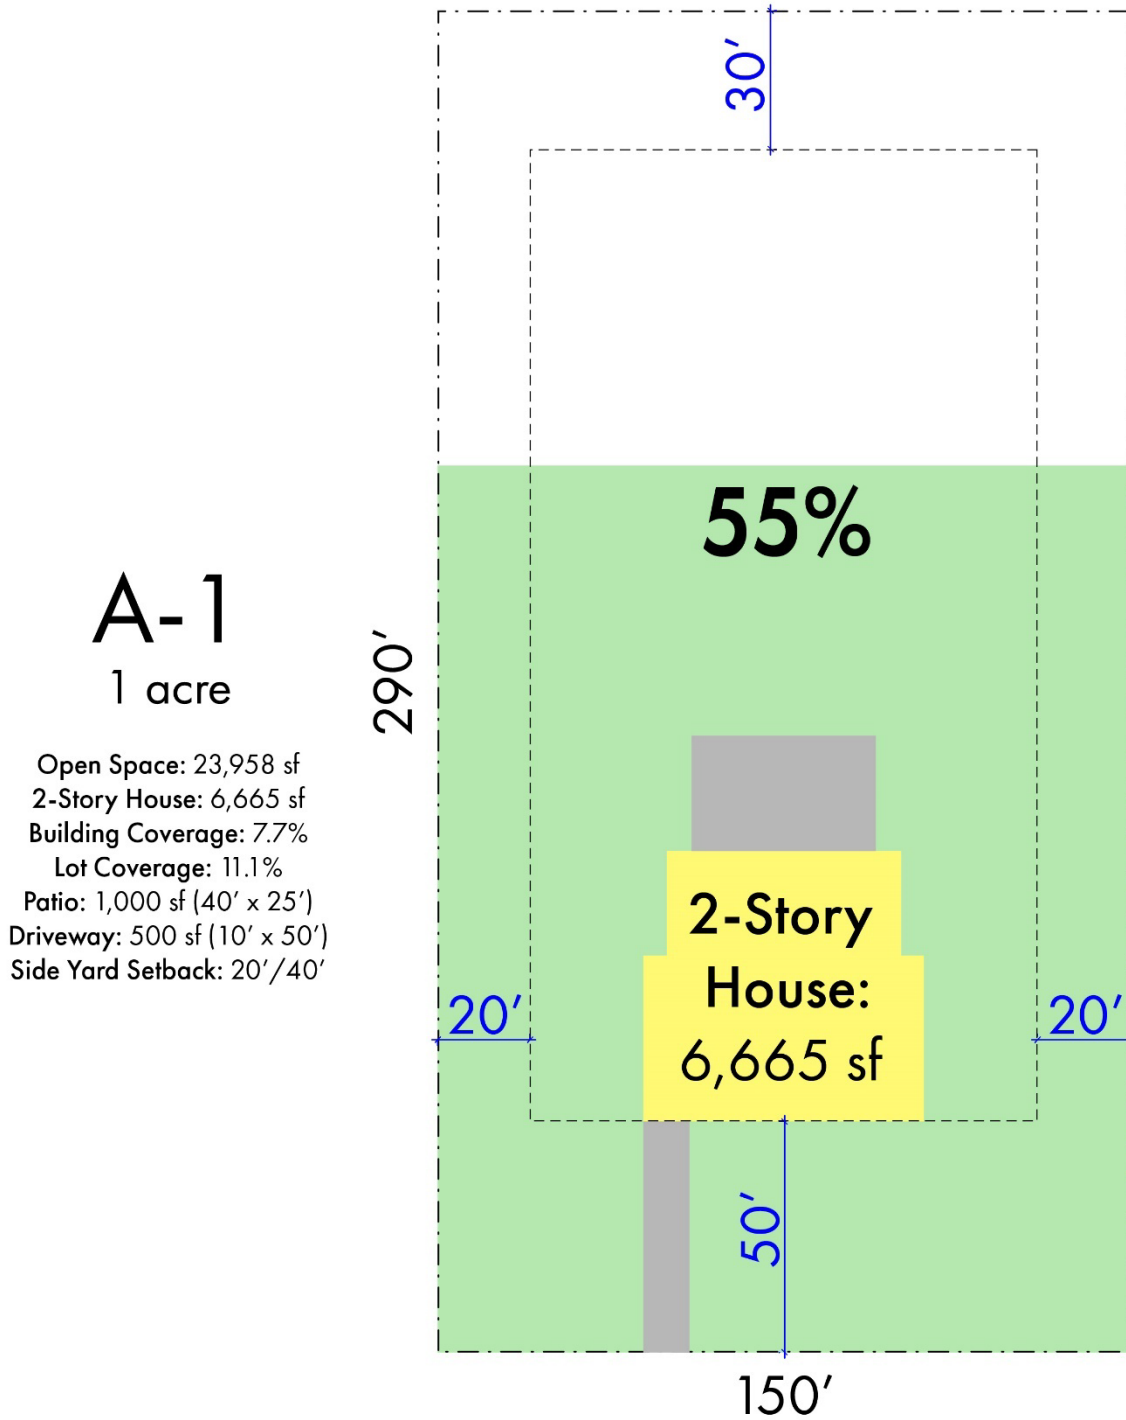 A-1
1 acre
Open Space: 23,958 sf
2-Story House: 6,665 sf
Building Coverage: 7.7%
Lot Coverage: 11.1%
Patio: 1,000 sf (40′ x 25′)
Driveway: 500 sf (10′ x 50′)
Side Yard Setback: 20′/40′
30′
55%
290′
2-Story
House:
6,665 sf
20′
20′
50′
150′